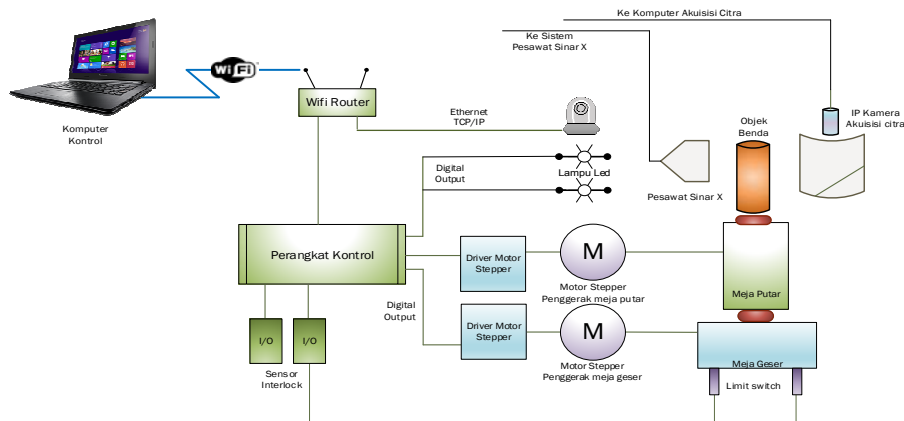 Ke Komputer Akuisisi Citra
Ke Sistem
Pesawat Sinar X
WiFi
Wifi Router
Komputer
Kontrol
Ethernet
TCP/IP
Objek
Benda
IP Kamera
Akuisisi citra
Digital
Output
Lampu Led
Pesawat Sinar X
Perangkat Kontrol
Driver Motor
Stepper
M
Motor Stepper
Penggerak meja putar
Meja Putar
Digital
Output
I/O
I/O
Sensor
Interlock
Driver Motor
Stepper
M
Motor Stepper
Penggerak meja geser
Meja Geser
Limit switch